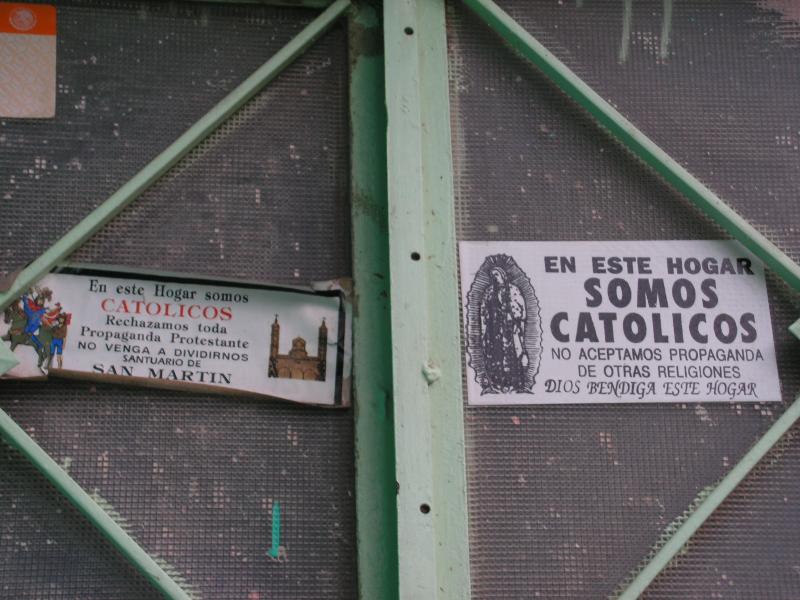 En este Hogar somos
CATOLICOS
Rechazamos toda
Propaganda Protestante
NO VENGA A DIVIDIRNOS
SANTUARIO DE
SAN MARTIN
EN ESTE HOGAR
SOMOS
CATOLICOS
NO ACEPTAMOS PROPAGANDA
DE OTRAS RELIGIONES
DIOS BENDIGA ESTE HOGAR